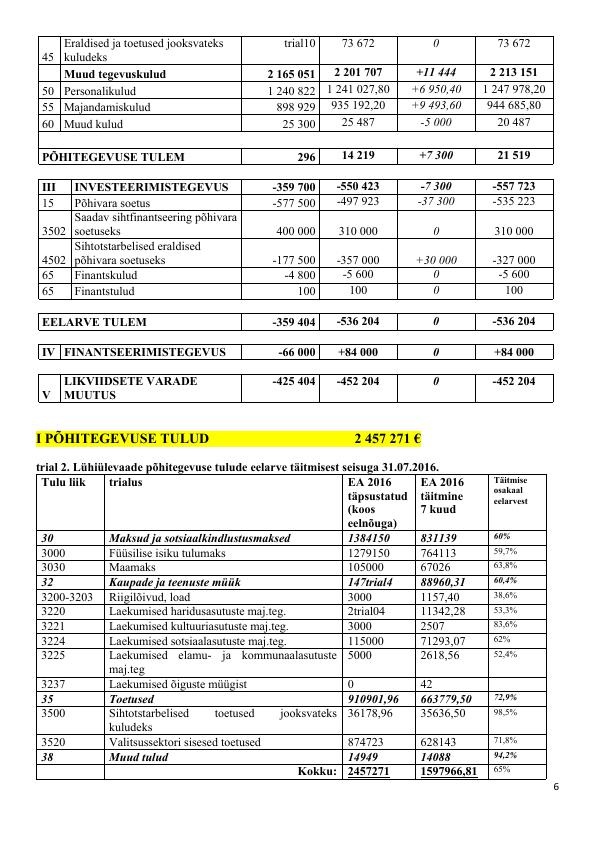 45 Eraldised ja toetused jooksvateks kuludeks trial10 73 672 0 73 672
Muud tegevuskulud 2 165 051 2 201 707 +11 444 2 213 151
50 Personalikulud 1 240 822 1 241 027,80 +6 950,40 1 247 978,20
55 Majandamiskulud 898 929 935 192,20 +9 493,60 944 685,80
60 Muud kulud 25 300 25 487 -5 000 20 487
PÕHITEGEVUSE TULEM 296 14 219 +7 300 21 519
III INVESTEERIMISTEGEVUS -359 700 -550 423 -7 300 -557 723
15 Põhivara soetus -577 500 -497 923 -37 300 -535 223
3502 Saadav sihtfinantseering põhivara soetuseks 400 000 310 000 0 310 000
4502 Sihtotstarbelised eraldised põhivara soetuseks -177 500 -357 000 +30 000 -327 000
65 Finantskulud -4 800 -5 600 0 -5 600
65 Finantstulud 100 100 0 100
EELARVE TULEM -359 404 -536 204 0 -536 204
IV FINANTSEERIMISTEGEVUS -66 000 +84 000 0 +84 000
V LIKVIIDSETE VARADE MUUTUS -425 404 -452 204 0 -452 204
I PÕHITEGEVUSE TULUD 2 457 271 €
trial 2. Lühiülevaade põhitegevuse tulude eelarve täitmisest seisuga 31.07.2016.
Tulu liik trialus EA 2016 täpsustatud (koos eelnõuga) EA 2016 täitmine 7 kuud Täitmise osakaal eelarvest
30 Maksud ja sotsiaalkindlustusmaksed 1384150 831139 60%
3000 Füüsilise isiku tulumaks 1279150 764113 59,7%
3030 Maamaks 105000 67026 63,8%
32 Kaupade ja teenuste müük 147trial4 88960,31 60,4%
3200-3203 Riigilõivud, load 3000 1157,40 38,6%
3220 Laekumised haridusasutuste maj.teg. 2trial04 11342,28 53,3%
3221 Laekumised kultuuriasutuste maj.teg. 3000 2507 83,6%
3224 Laekumised sotsiaalasutuste maj.teg. 115000 71293,07 62%
3225 Laekumised elamu- ja kommunaalasutuste maj.teg 5000 2618,56 52,4%
3237 Laekumised õiguste müügist 0 42
35 Toetused 910901,96 663779,50 72,9%
3500 Sihtotstarbelised toetused jooksvateks kuludeks 36178,96 35636,50 98,5%
3520 Valitsussektori sisesed toetused 874723 628143 71,8%
38 Muud tulud 14949 14088 94,2%
Kokku: 2457271 1597966,81 65%
6